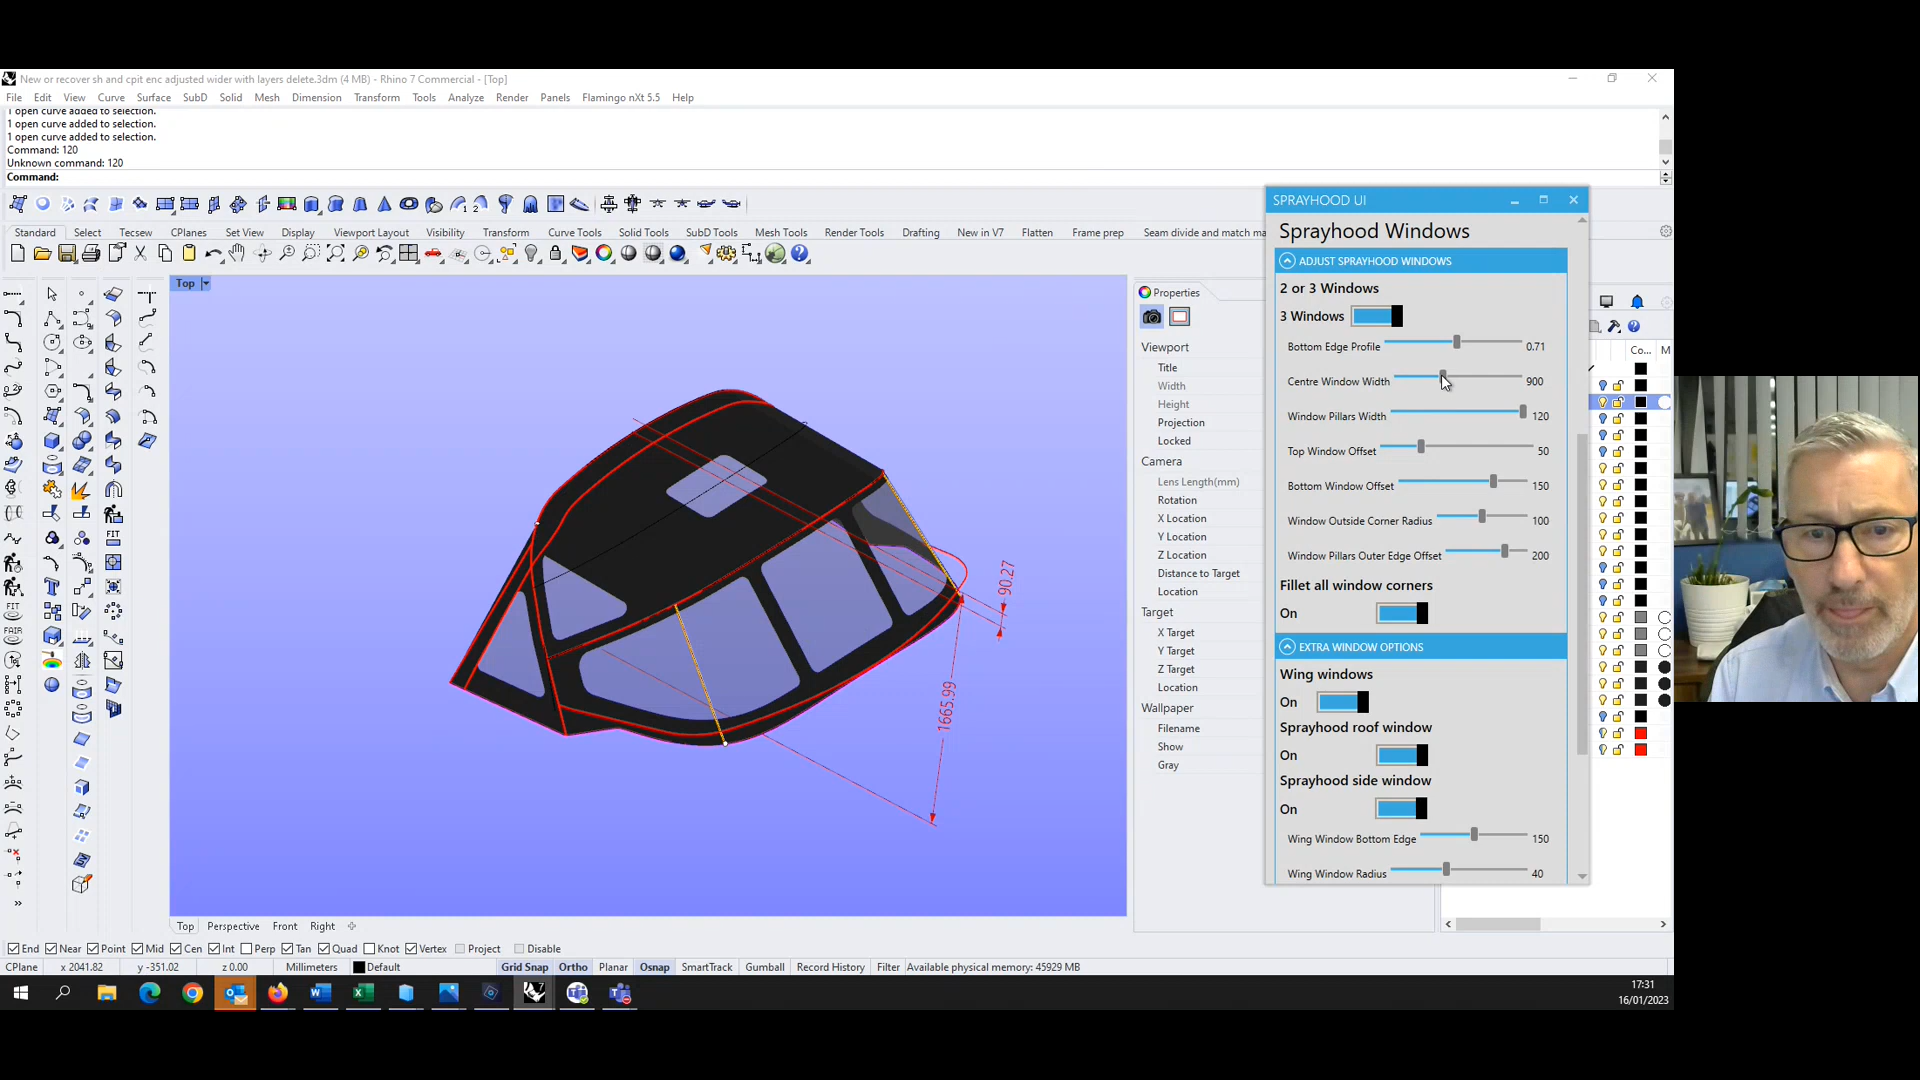 New or recover sh and cpit enc adjusted wider with layers delete.3dm (4 MB) - Rhino 7 Commercial - [Top]
File Edit View Curve Surface SubD Solid Mesh Dimension Transform Tools Analyze Render Panels Flamingo nXt 5.5 Help
1 open curve added to selection.
1 open curve added to selection.
1 open curve added to selection.
Command: 120
Unknown command: 120
Command:
Standard Select Tecsew CPlanes Set View Display Viewport Layout Visibility Transform Curve Tools Solid Tools SubD Tools Mesh Tools Render Tools Drafting New in V7 Flatten Frame prep Seam divide and match ma
Top
90.27
1665.99
FIT
FIT
FAIR
Properties
Viewport
Title
Width
Height
Projection
Locked
Camera
Lens Length(mm)
Rotation
X Location
Y Location
Z Location
Distance to Target
Location
Target
X Target
Y Target
Z Target
Location
Wallpaper
Filename
Show
Gray
SPRAYHOOD UI
Sprayhood Windows
ADJUST SPRAYHOOD WINDOWS
2 or 3 Windows
3 Windows
Bottom Edge Profile 0.71
Centre Window Width 900
Window Pillars Width 120
Top Window Offset 50
Bottom Window Offset 150
Window Outside Corner Radius 100
Window Pillars Outer Edge Offset 200
Fillet all window corners
On
EXTRA WINDOW OPTIONS
Wing windows
On
Sprayhood roof window
On
Sprayhood side window
On
Wing Window Bottom Edge 150
Wing Window Radius 40
Co... M
Top Perspective Front Right
End Near Point Mid Cen Int Perp Tan Quad Knot Vertex Project Disable
CPlane x 2041.82 y -351.02 z 0.00 Millimeters Default Grid Snap Ortho Planar Osnap SmartTrack Gumball Record History Filter Available physical memory: 45929 MB
17:31
16/01/2023